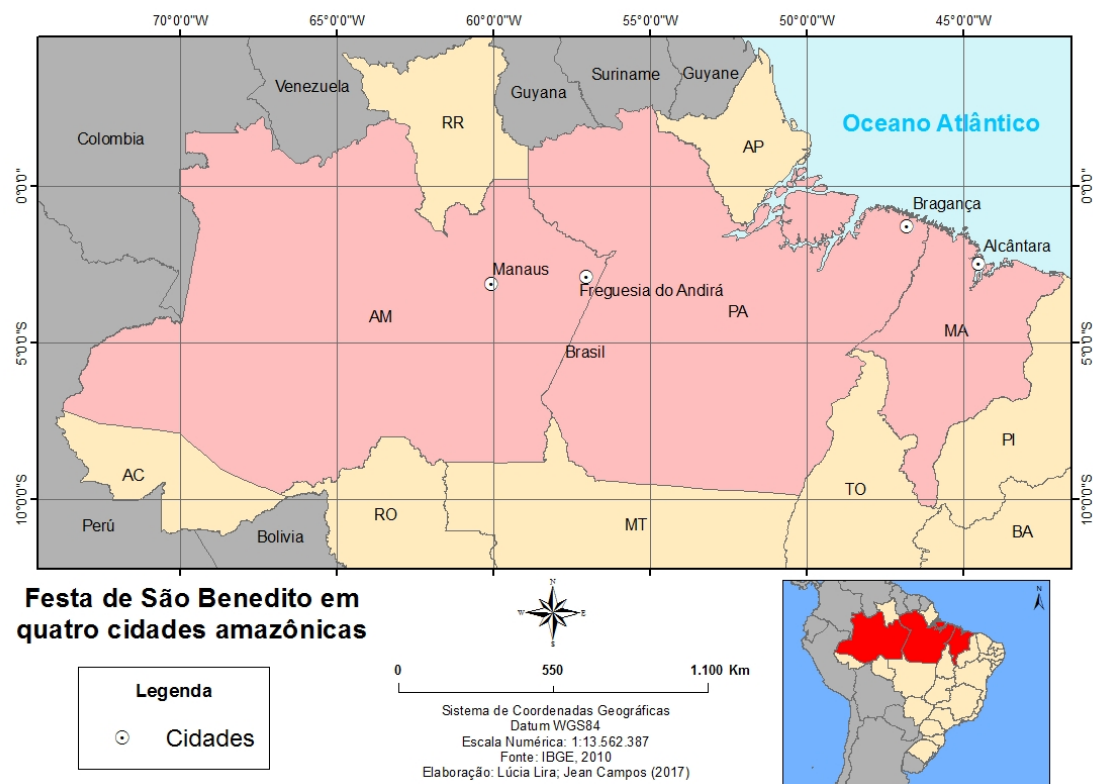 70°0'0"W
65°0'0"W
60°0'0"W
55°0'0"W
50°0'0"W
45°0'0"W
Venezuela
Guyana
Suriname
Guyane
Colombia
RR
AP
Oceano Atlântico
0°0'0"
0°0'0"
Bragança
Alcântara
Manaus
Freguesia do Andirá
AM
PA
MA
5°0'0"S
5°0'0"S
Brasil
PI
AC
TO
10°0'0"S
10°0'0"S
Perú
Bolivia
RO
MT
BA
Festa de São Benedito em
quatro cidades amazônicas
N
W
E
S
N
Legenda
Cidades
0
550
1.100 Km
Sistema de Coordenadas Geográficas
Datum WGS84
Escala Numérica: 1:13.562.387
Fonte: IBGE, 2010
Elaboração: Lúcia Lira; Jean Campos (2017)